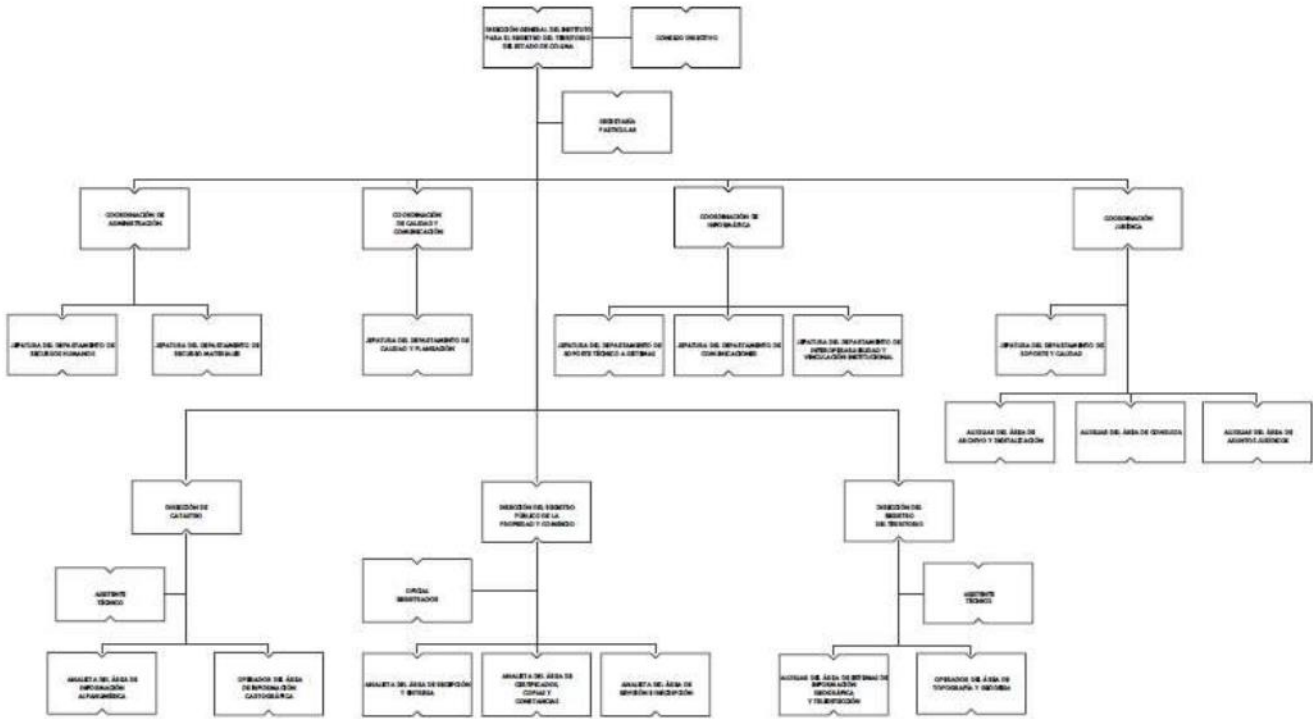 DIRECCIÓN GENERAL DEL INSTITUTO
PARA EL REGISTRO DEL TERRITORIO
DEL ESTADO DE COLIMA
CONSEJO DIRECTIVO
SECRETARÍA
PARTICULAR
COORDINACIÓN DE
ADMINISTRACIÓN
COORDINACIÓN
DE CALIDAD Y
COMUNICACIÓN
COORDINACIÓN DE
INFORMÁTICA
COORDINACIÓN
JURÍDICA
JEFATURA DEL DEPARTAMENTO DE
RECURSOS HUMANOS
JEFATURA DEL DEPARTAMENTO DE
RECURSO MATERIALES
JEFATURA DEL DEPARTAMENTO DE
CALIDAD Y PLANEACIÓN
JEFATURA DEL DEPARTAMENTO DE
SOPORTE TÉCNICO A SISTEMAS
JEFATURA DEL DEPARTAMENTO DE
COMUNICACIONES
JEFATURA DEL DEPARTAMENTO DE
INTEROPERABILIDAD Y
VINCULACIÓN INSTITUCIONAL
JEFATURA DEL DEPARTAMENTO DE
SOPORTE Y CALIDAD
AUXILIAR DEL ÁREA DE
ARCHIVO Y DIGITALIZACIÓN
AUXILIAR DEL ÁREA DE CONSULTA
AUXILIAR DEL ÁREA DE
ASUNTOS JURÍDICOS
DIRECCIÓN DE
CATASTRO
DIRECCIÓN DEL REGISTRO
PÚBLICO DE LA
PROPIEDAD Y COMERCIO
DIRECCIÓN DEL
REGISTRO
DEL TERRITORIO
ASISTENTE
TÉCNICO
OFICIAL
REGISTRADOR
ASISTENTE
TÉCNICO
ANALISTA DEL ÁREA DE
INFORMACIÓN
ALFANUMÉRICA
OPERADOR DEL ÁREA
DE INFORMACIÓN
CARTOGRÁFICA
ANALISTA DEL ÁREA DE RECEPCIÓN
Y ENTREGA
ANALISTA DEL ÁREA DE
CERTIFICADOS,
COPIAS Y
CONSTANCIAS
ANALISTA DEL ÁREA DE
REVISIÓN E INSCRIPCIÓN
AUXILIAR DEL ÁREA DE SISTEMAS DE
INFORMACIÓN
GEOGRÁFICA
Y TELEDETECCIÓN
OPERADOR DEL ÁREA DE
TOPOGRAFÍA Y GEODESIA